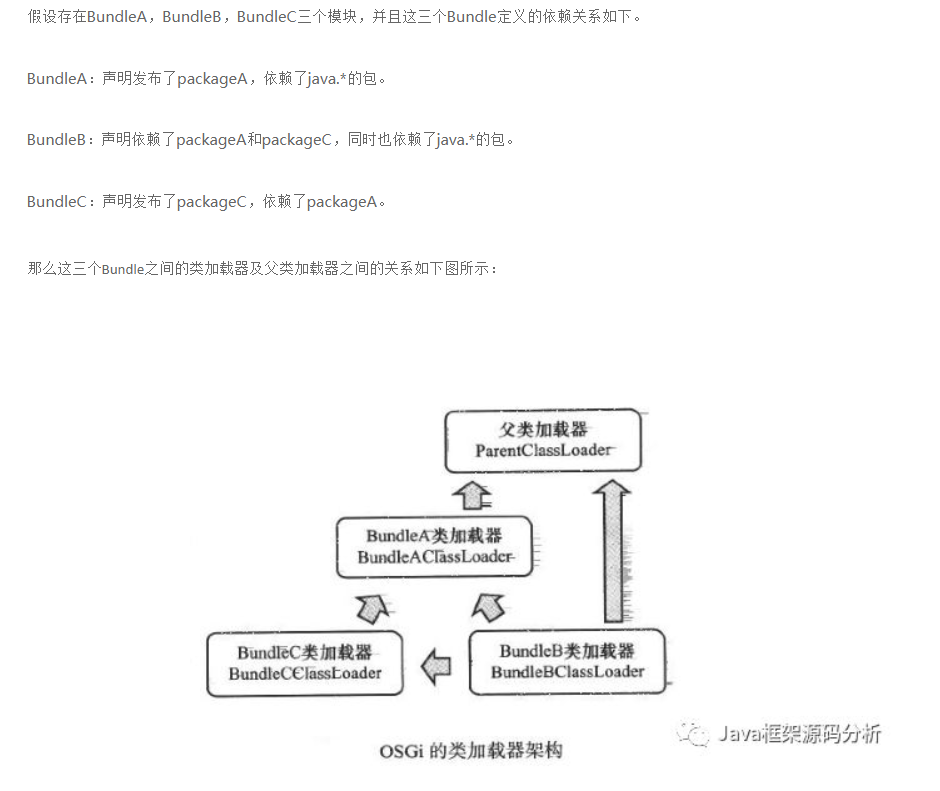 假设存在BundleA，BundleB，BundleC三个模块，并且这三个Bundle定义的依赖关系如下。
BundleA：声明发布了packageA，依赖了java.*的包。
BundleB：声明依赖了packageA和packageC，同时也依赖了java.*的包。
BundleC：声明发布了packageC，依赖了packageA。
那么这三个Bundle之间的类加载器及父类加载器之间的关系如下图所示：
父类加载器
ParentClassLoader
BundleA类加载器
BundleAClassLoader
BundleC类加载器
BundleCClassLoader
BundleB类加载器
BundleBClassLoader
Java框架源码分析
OSGi 的类加载器架构